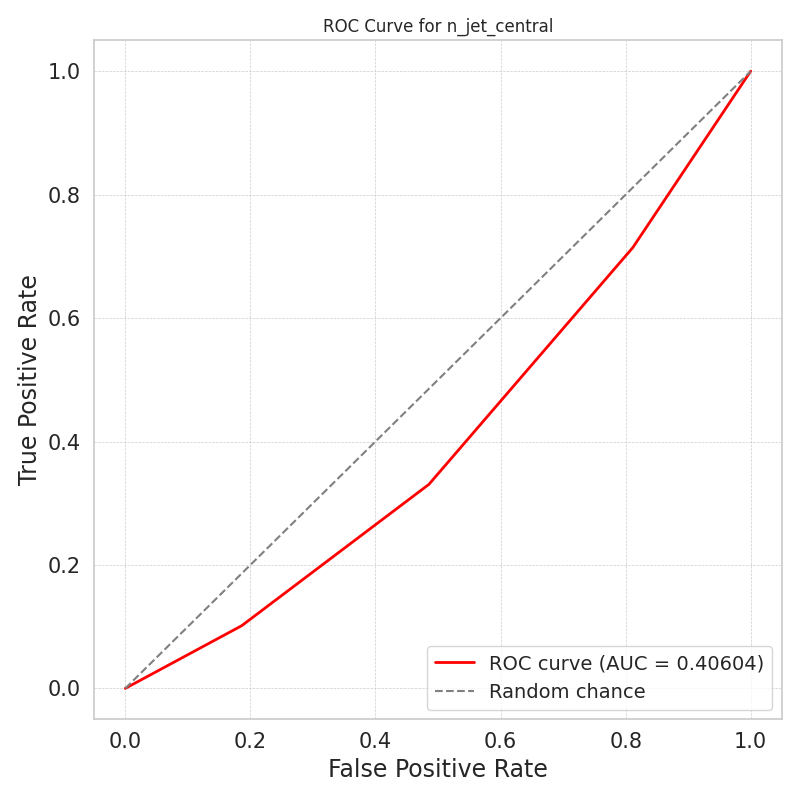 ROC Curve for n_jet_central
1.0
0.8
0.6
0.4
0.2
0.0
True Positive Rate
ROC curve (AUC = 0.40604)
Random chance
0.0 0.2 0.4 0.6 0.8 1.0
False Positive Rate